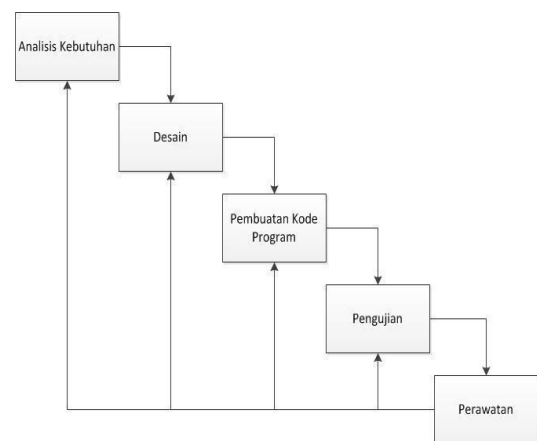 Analisis Kebutuhan
Desain
Pembuatan Kode
Program
Pengujian
Perawatan